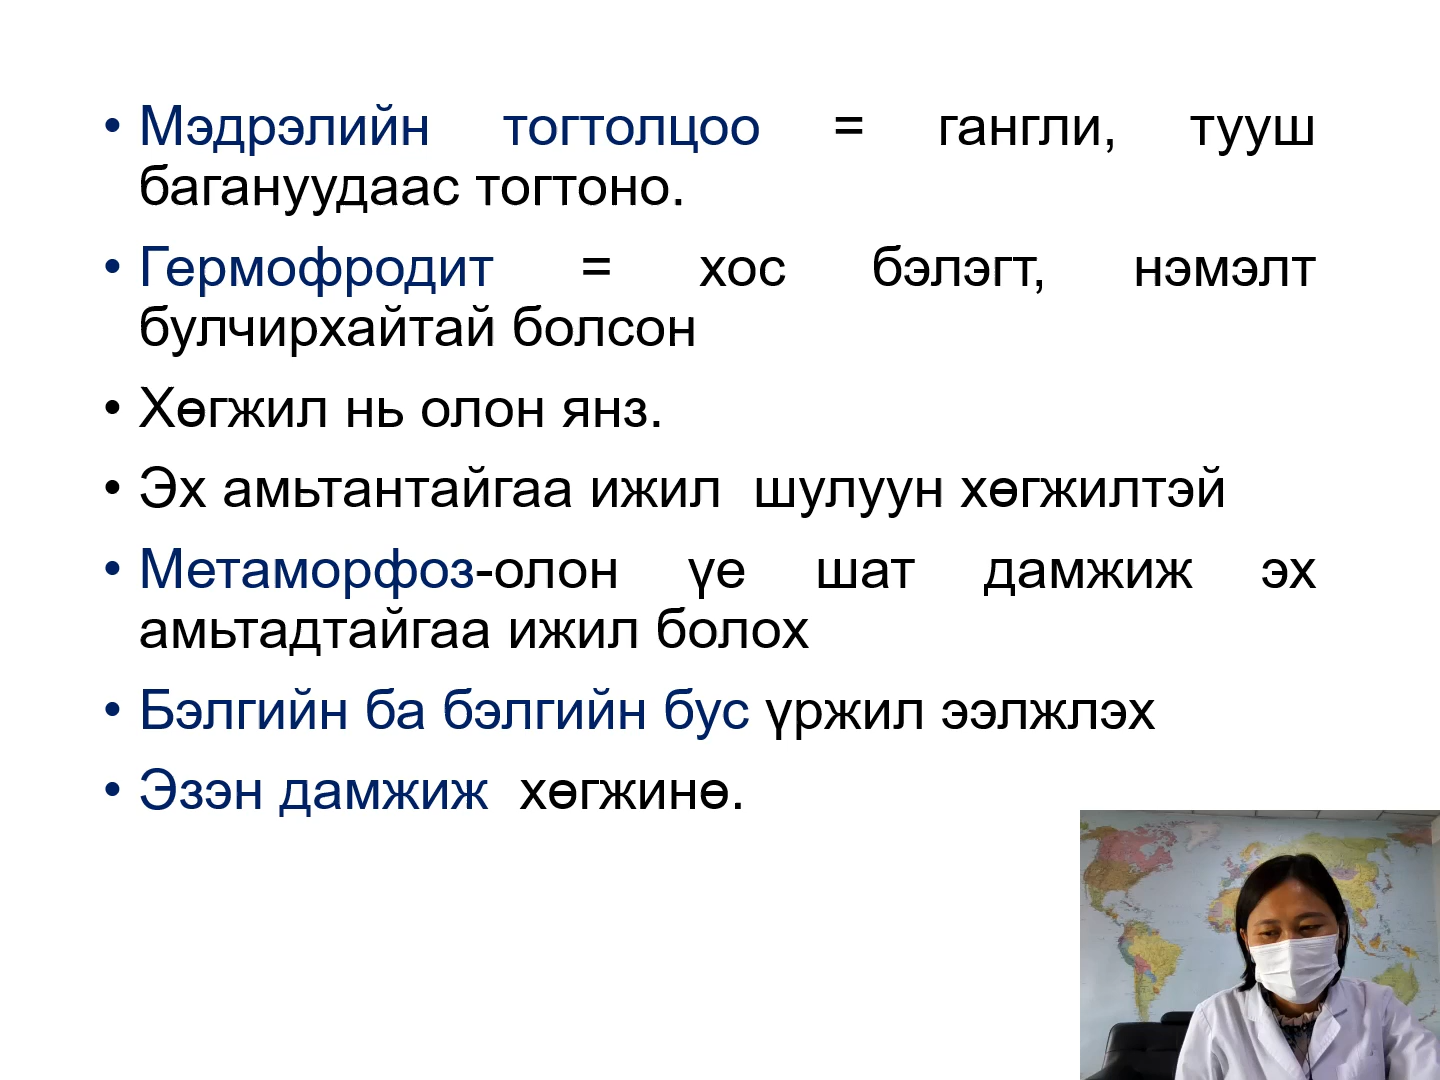 • Мэдрэлийн тогтолцоо = гангли, тууш
багануудаас тогтоно.
• Гермофродит = хос бэлэгт, нэмэлт
булчирхайтай болсон
• Хөгжил нь олон янз.
• Эх амьтантайгаа ижил шулуун хөгжилтэй
• Метаморфоз-олон үе шат дамжиж эх
амьтадтайгаа ижил болох
• Бэлгийн ба бэлгийн бус үржил ээлжлэх
• Эзэн дамжиж хөгжинө.